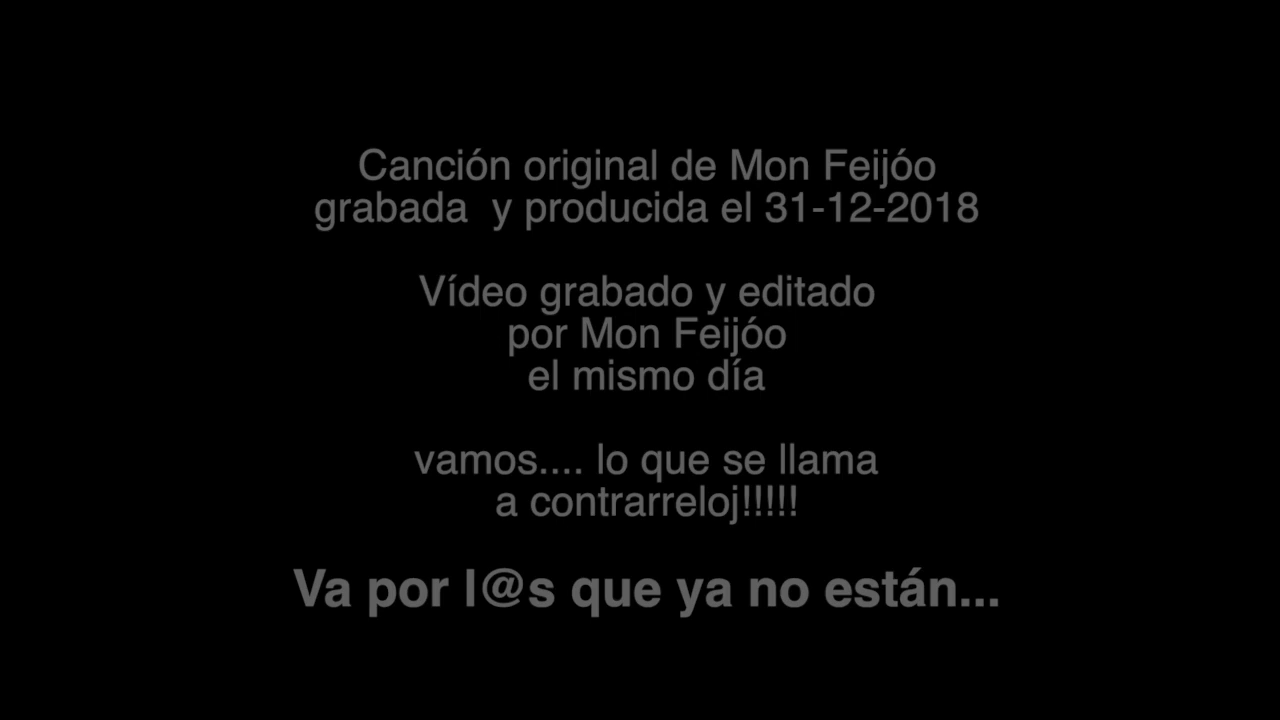 Canción original de Mon Feijóo
grabada  y producida el 31-12-2018
Vídeo grabado y editado
por Mon Feijóo
el mismo día
vamos.... lo que se llama
a contrarreloj!!!!!
Va por l@s que ya no están...